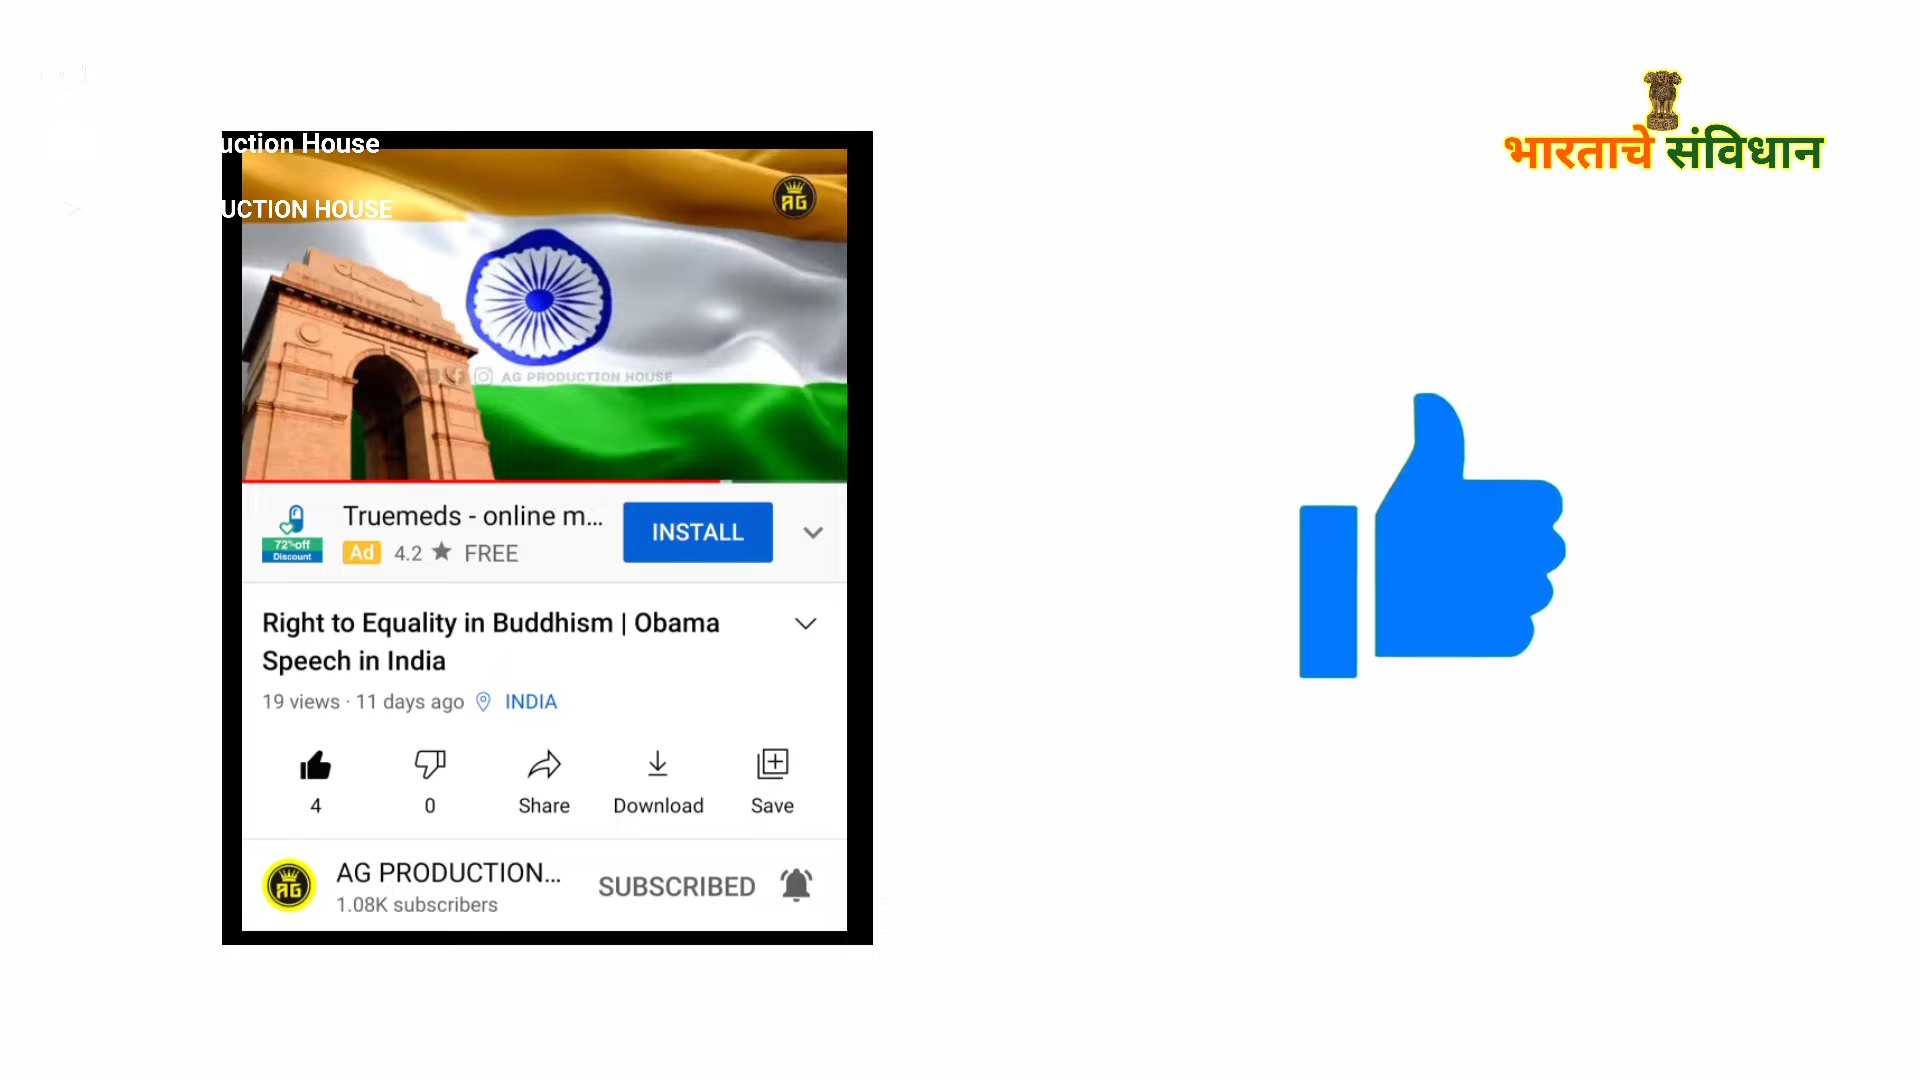 uction House
UCTION HOUSE
भारताचे संविधान
AG
AG PRODUCTION HOUSE
72% off
Discount
Truemeds - online m...
Ad 4.2 ★ FREE
INSTALL
Right to Equality in Buddhism | Obama
Speech in India
19 views · 11 days ago INDIA
4
0
Share
Download
Save
AG
AG PRODUCTION...
1.08K subscribers
SUBSCRIBED